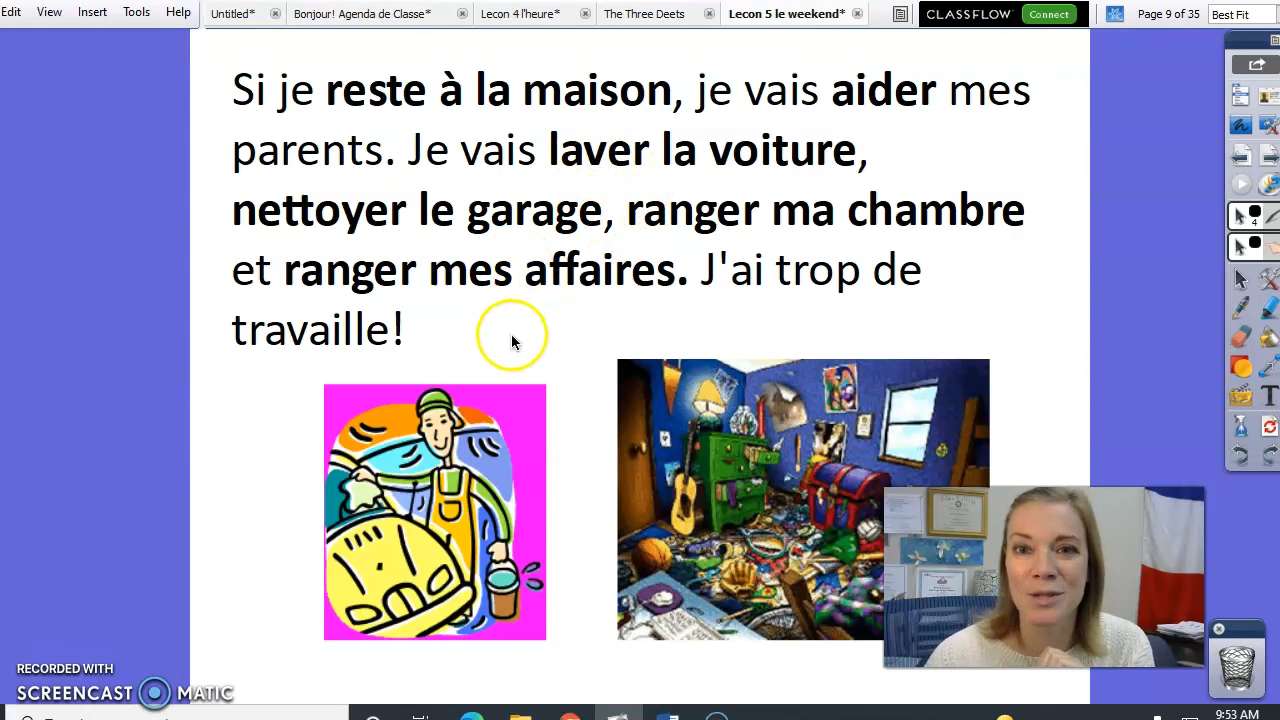 Edit View Insert Tools Help Untitled* Bonjour Agenda de Classe* Lecon 4 l'heure* The Three Deets Lecon 5 le weekend* CLASSFLOW Connect Page 9 of 35 Best Fit
Si je reste à la maison, je vais aider mes
parents. Je vais laver la voiture,
nettoyer le garage, ranger ma chambre
et ranger mes affaires. J'ai trop de
travaille!
4
RECORDED WITH
SCREENCAST MATIC
9:53 AM